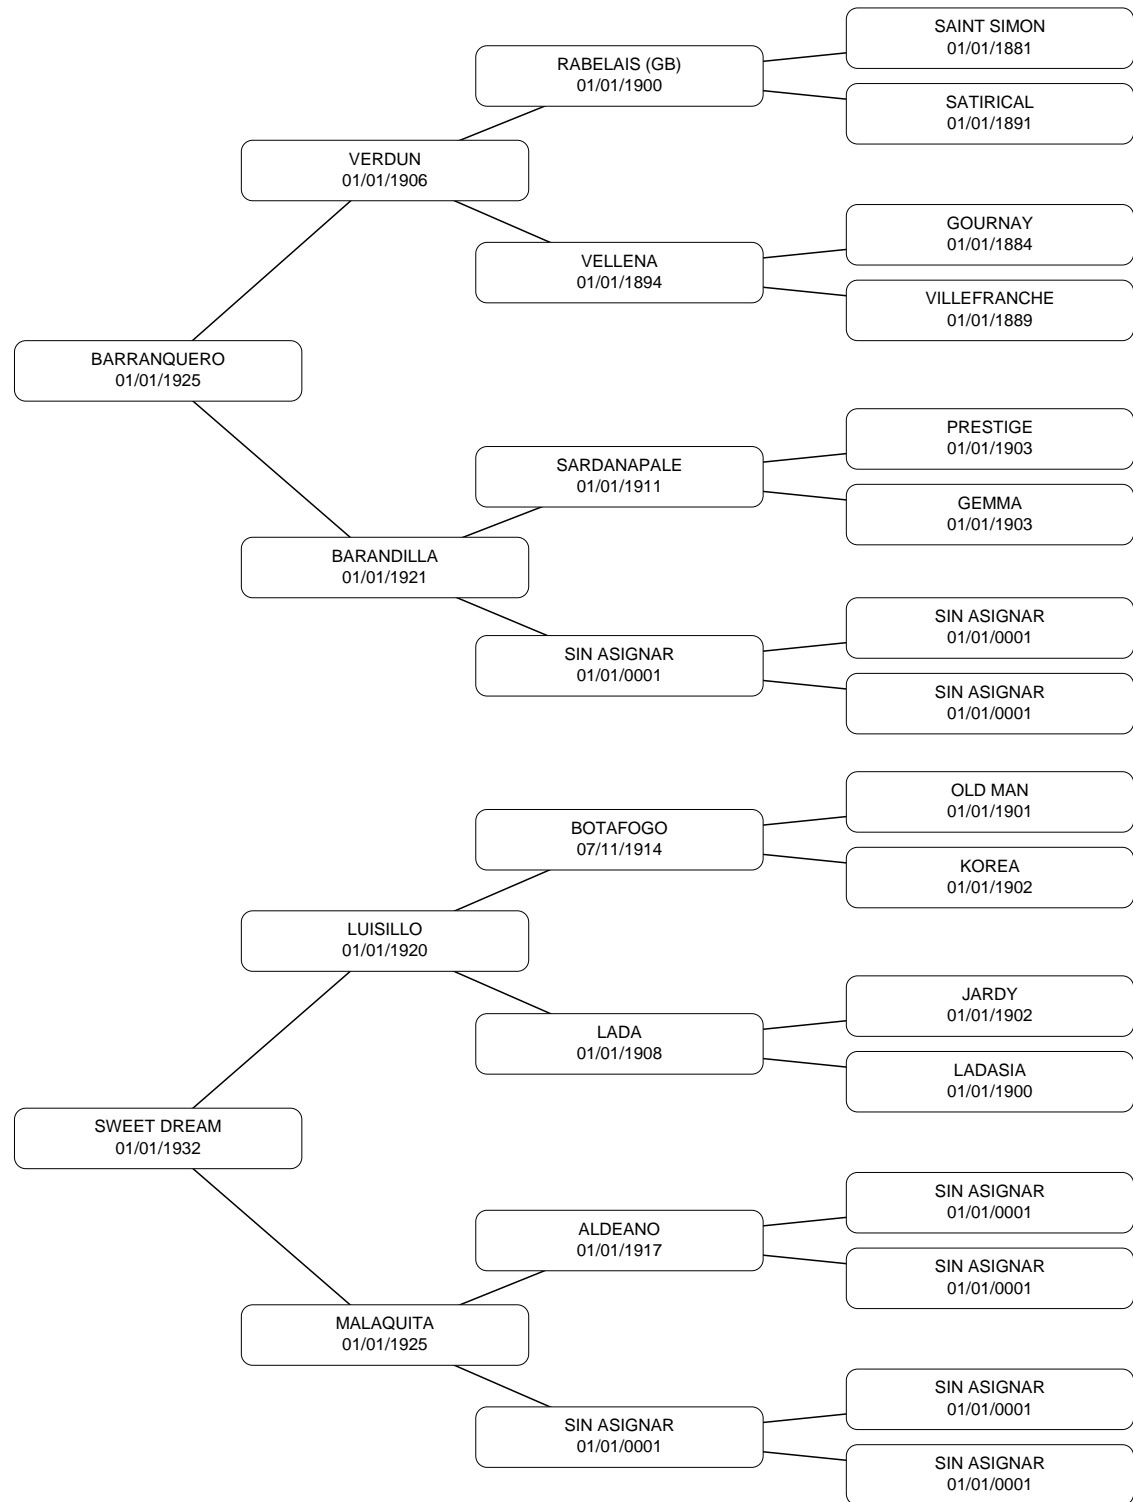 SAINT SIMON
01/01/1881
RABELAIS (GB)
01/01/1900
SATIRICAL
01/01/1891
VERDUN
01/01/1906
GOURNAY
01/01/1884
VELLENA
01/01/1894
VILLEFRANCHE
01/01/1889
BARRANQUERO
01/01/1925
PRESTIGE
01/01/1903
SARDANAPALE
01/01/1911
GEMMA
01/01/1903
BARANDILLA
01/01/1921
SIN ASIGNAR
01/01/0001
SIN ASIGNAR
01/01/0001
SIN ASIGNAR
01/01/0001
OLD MAN
01/01/1901
BOTAFOGO
07/11/1914
KOREA
01/01/1902
LUISILLO
01/01/1920
JARDY
01/01/1902
LADA
01/01/1908
LADASIA
01/01/1900
SWEET DREAM
01/01/1932
SIN ASIGNAR
01/01/0001
ALDEANO
01/01/1917
SIN ASIGNAR
01/01/0001
MALAQUITA
01/01/1925
SIN ASIGNAR
01/01/0001
SIN ASIGNAR
01/01/0001
SIN ASIGNAR
01/01/0001